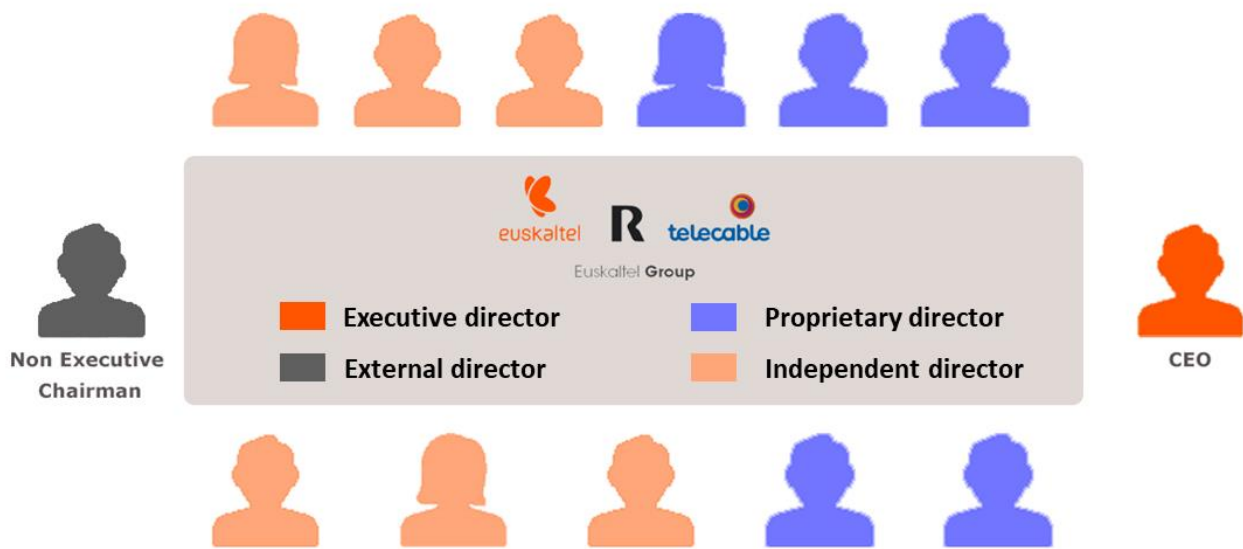 euskaltel R telecable
Euskaltel Group
Executive director Proprietary director
External director Independent director
Non Executive
Chairman
CEO